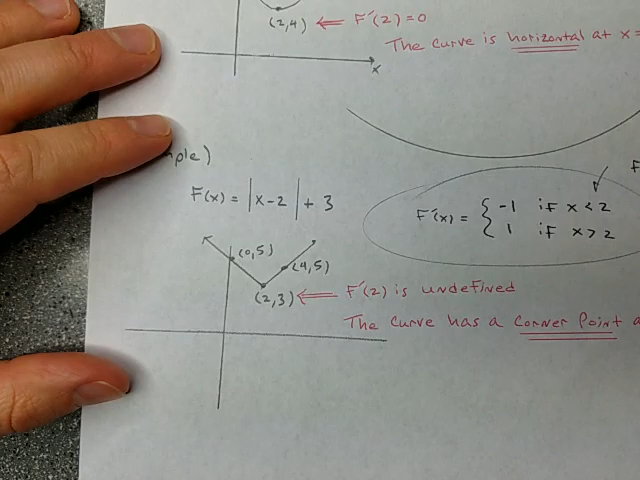 (2,4) ⇐ F'(2) = 0
The curve is horizontal at x =
x
F(x) = |x-2| + 3
F'(x) = { -1 if x < 2
1 if x > 2
(0,5)
(4,5)
(2,3) ⇐ F'(2) is undefined
The curve has a Corner Point a